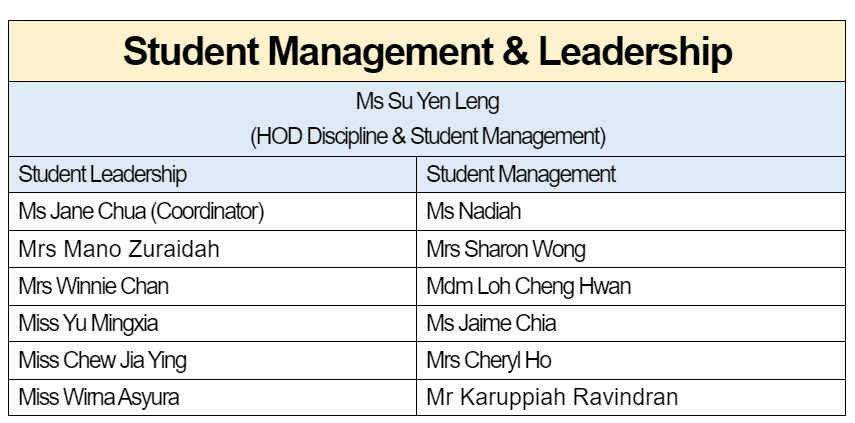 Student Management & Leadership
Ms Su Yen Leng
(HOD Discipline & Student Management)
Student Leadership Student Management
Ms Jane Chua (Coordinator) Ms Nadiah
Mrs Mano Zuraidah Mrs Sharon Wong
Mrs Winnie Chan Mdm Loh Cheng Hwan
Miss Yu Mingxia Ms Jaime Chia
Miss Chew Jia Ying Mrs Cheryl Ho
Miss Wirna Asyura Mr Karuppiah Ravindran